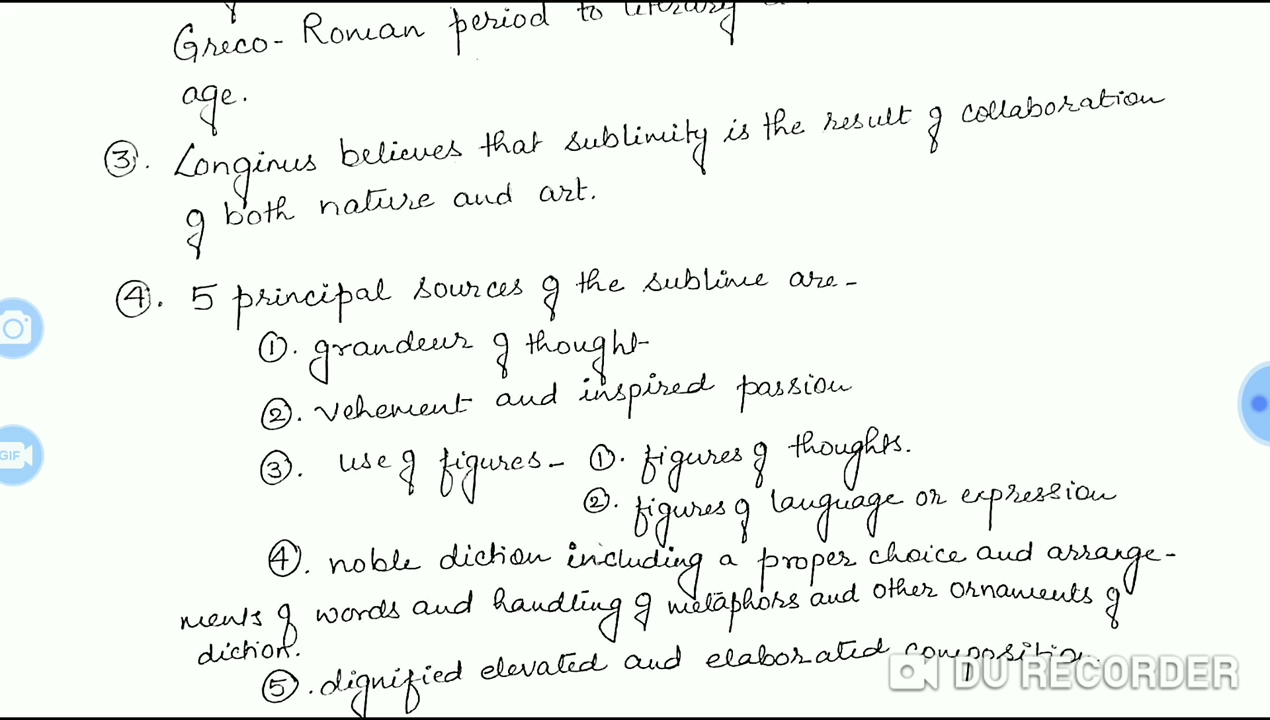 Greco-Roman period to literary
age.
③. Longinus believes that sublimity is the result of collaboration
of both nature and art.
④. 5 principal sources of the sublime are-
①. grandeur of thought
②. vehement and inspired passion
③. use of figures- ①. figures of thoughts.
②. figures of language or expression
④. noble diction including a proper choice and arrange-
ments of words and handling of metaphors and other ornaments of
diction.
⑤. dignified elevated and elaborated composition.
GIF
DU RECORDER